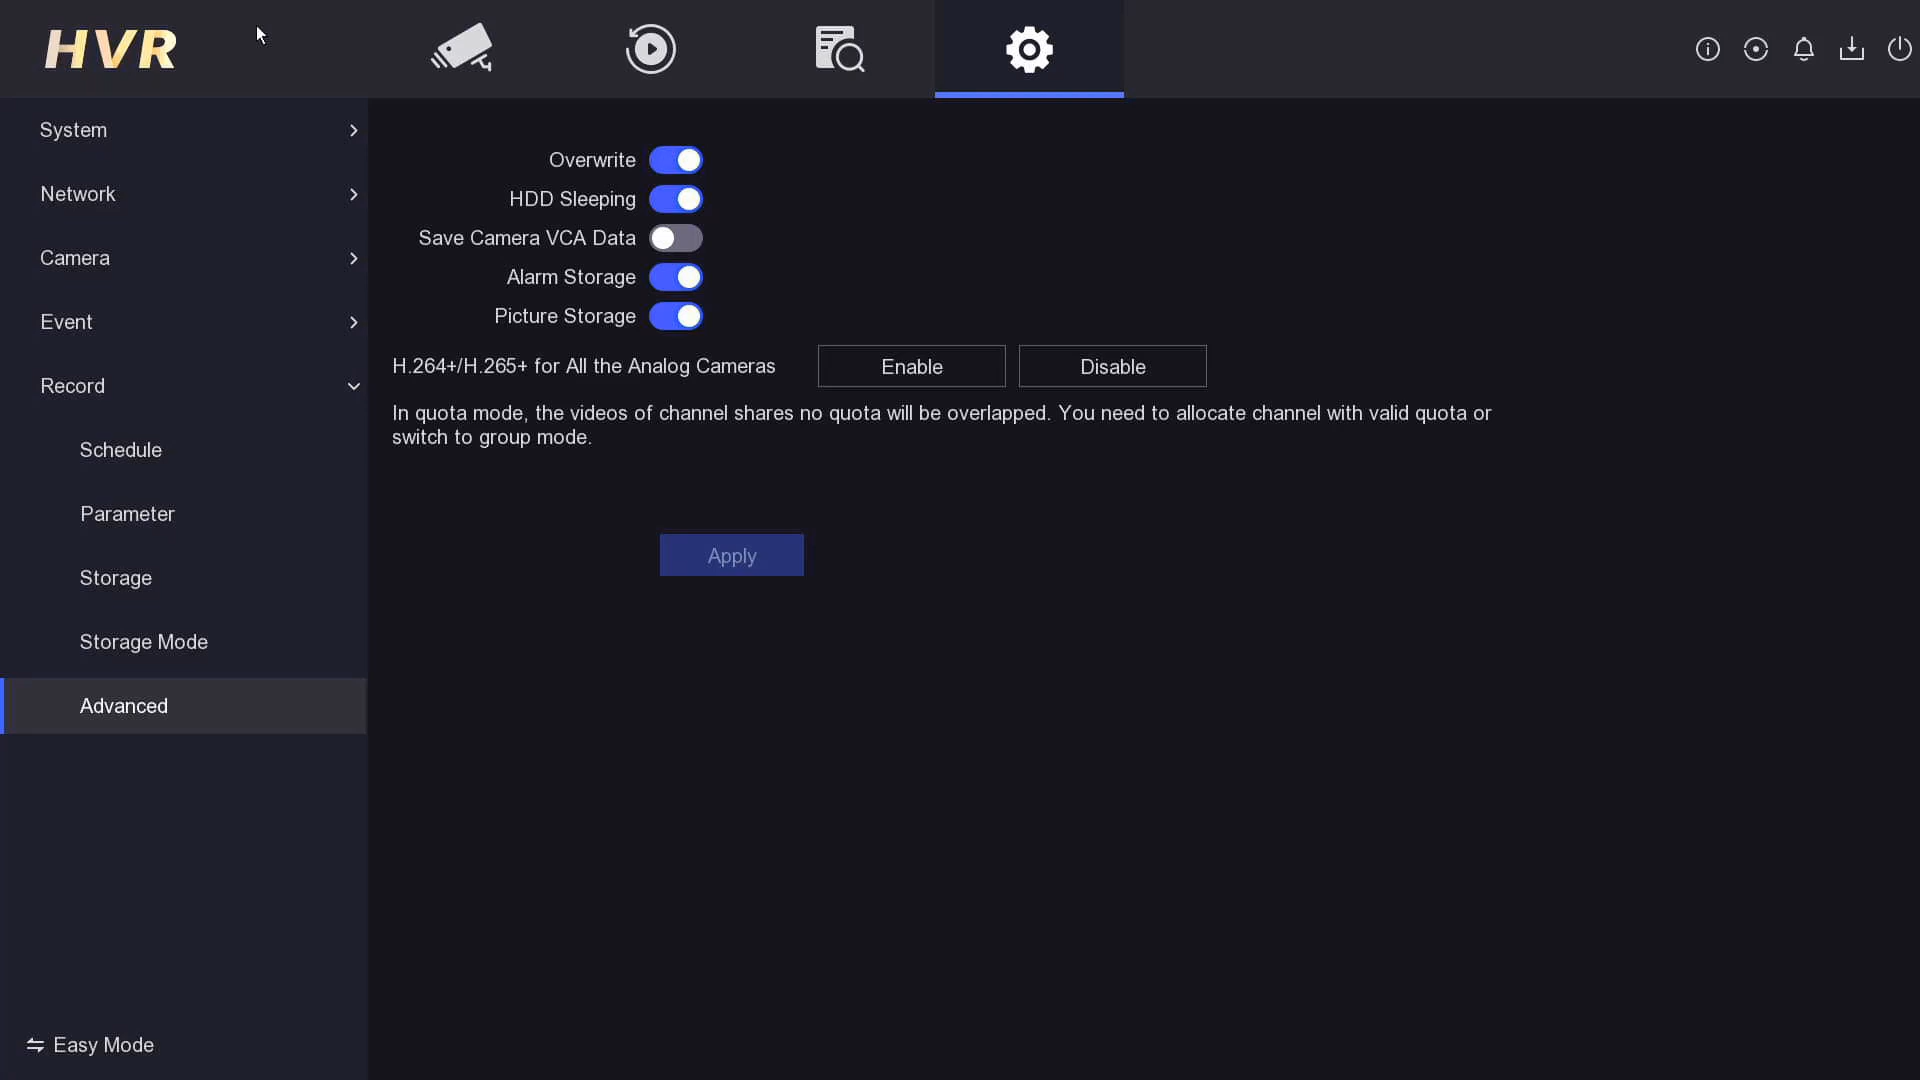 HVR
System
Network
Camera
Event
Record
Schedule
Parameter
Storage
Storage Mode
Advanced
Easy Mode
Overwrite
HDD Sleeping
Save Camera VCA Data
Alarm Storage
Picture Storage
H.264+/H.265+ for All the Analog Cameras Enable Disable
In quota mode, the videos of channel shares no quota will be overlapped. You need to allocate channel with valid quota or
switch to group mode.
Apply